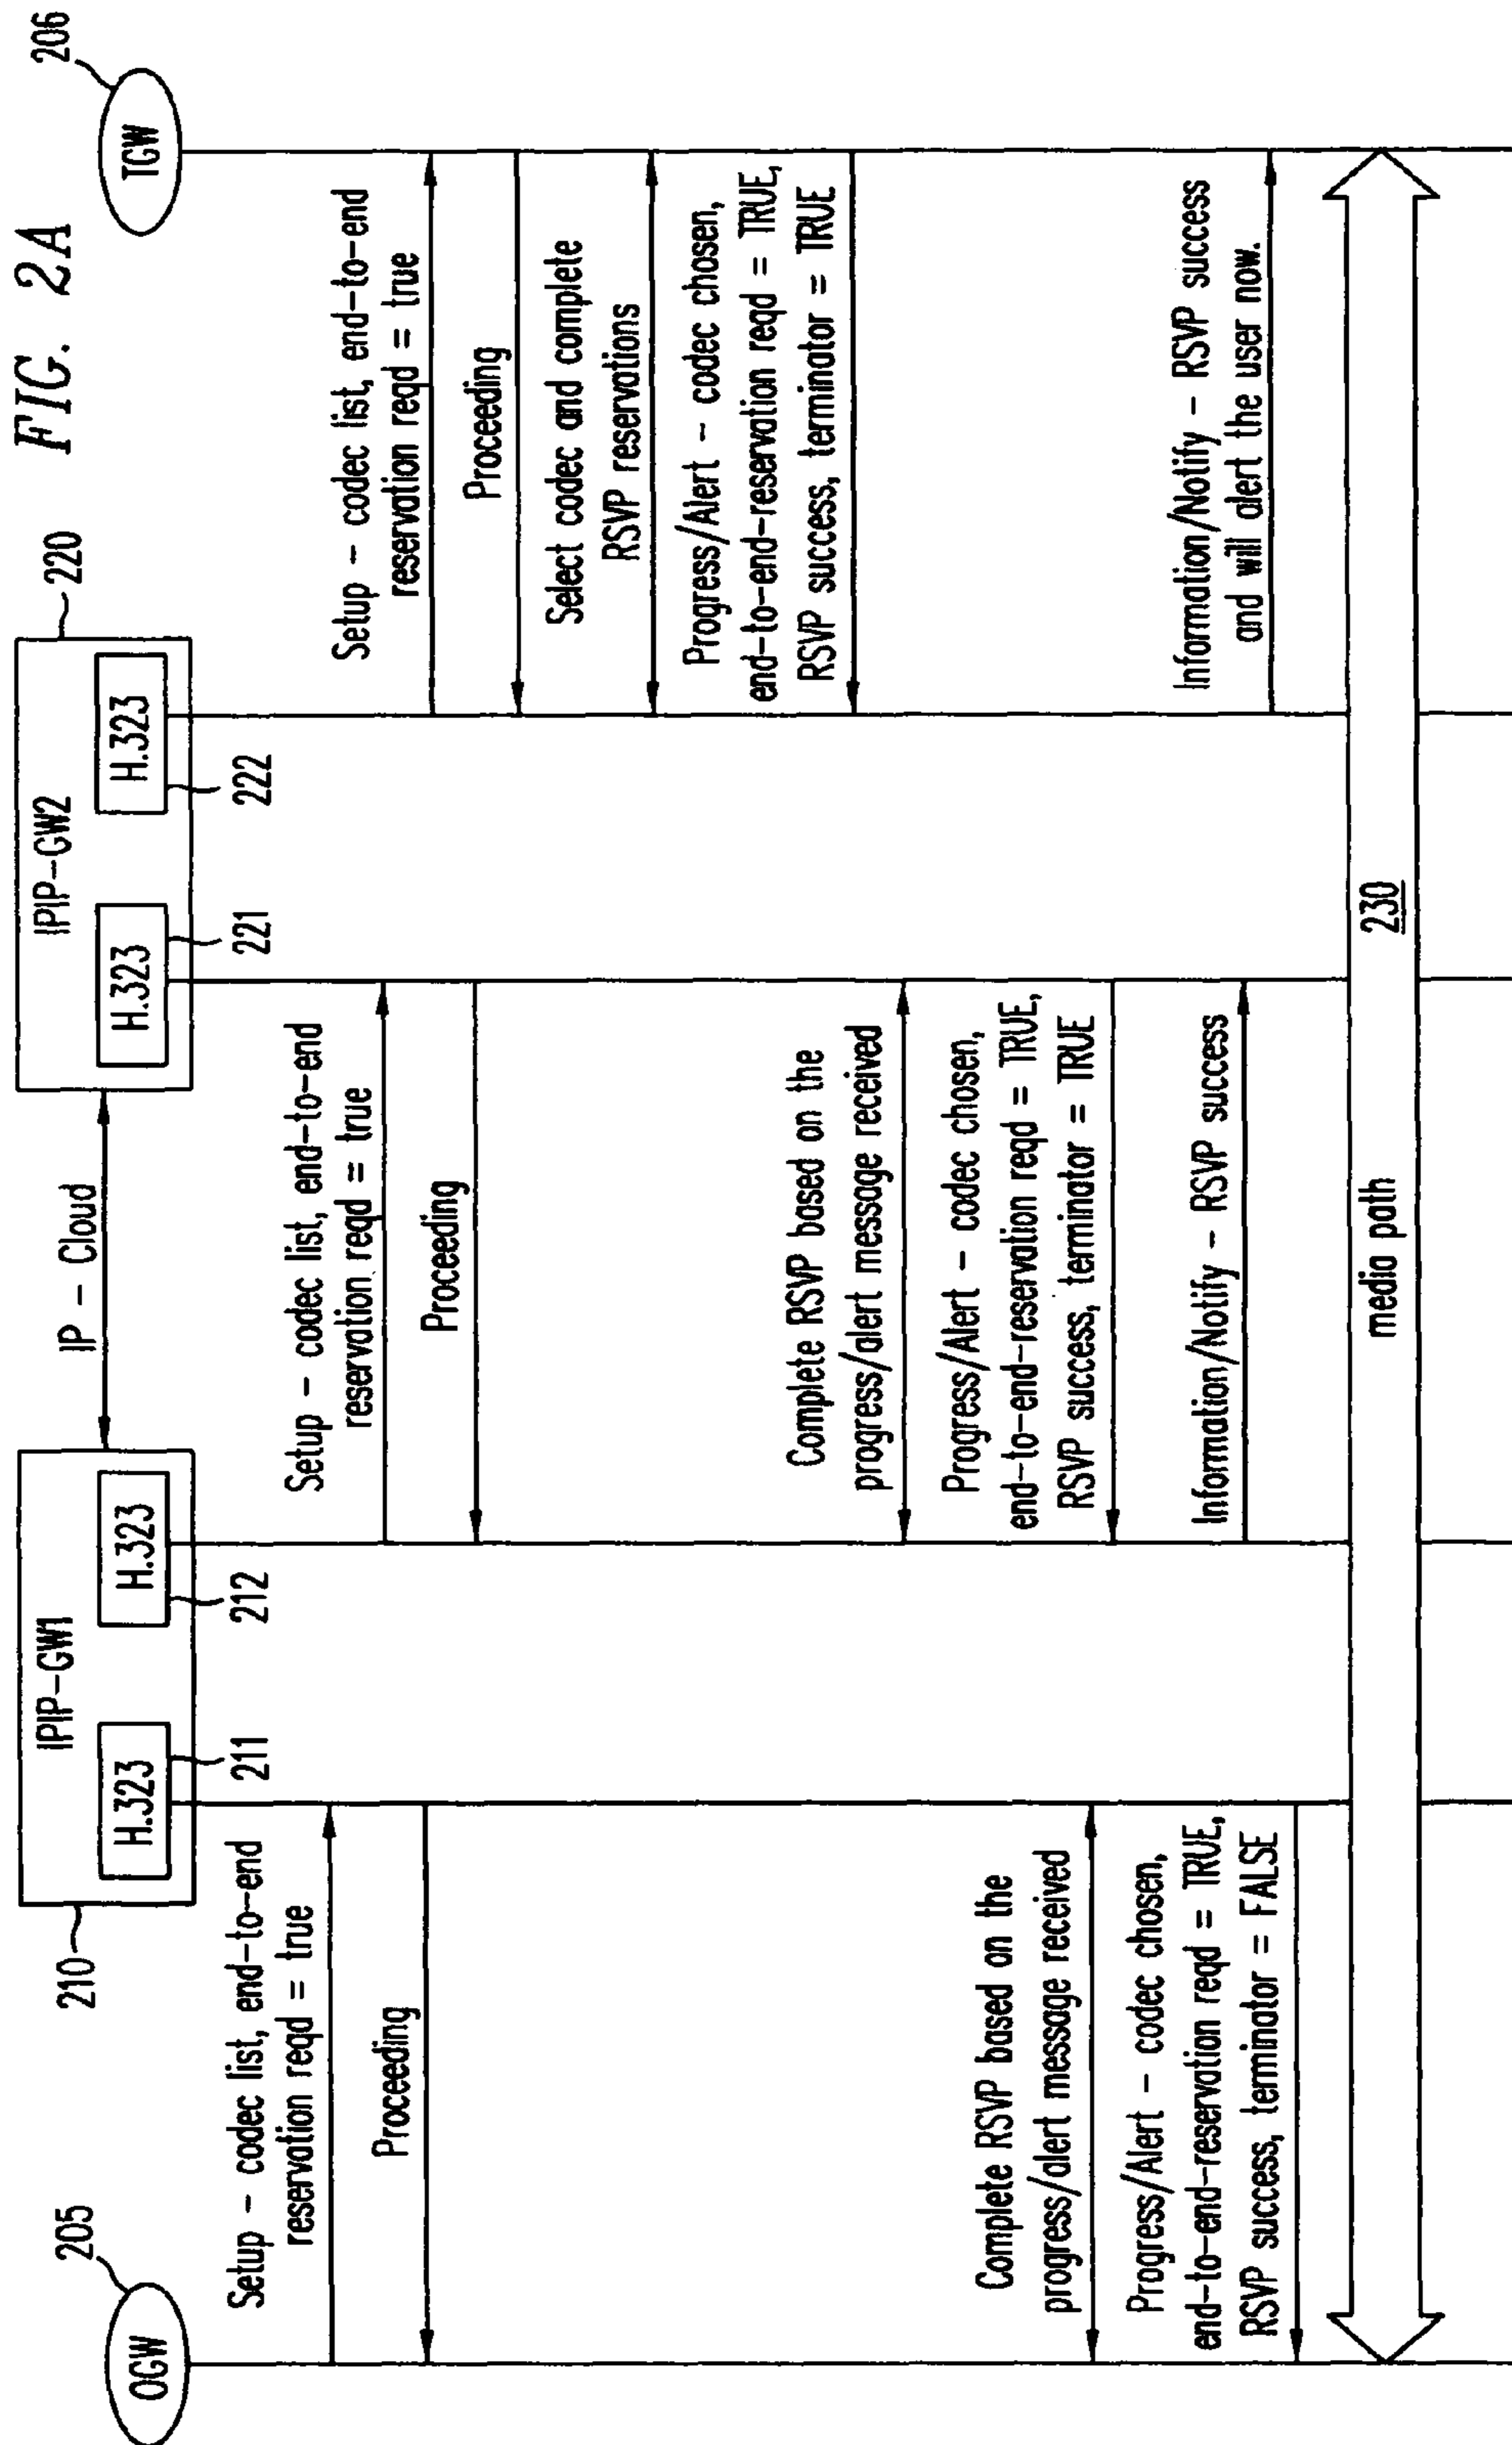 FIG. 2A
205
OGW
210
IPIP-GW1
H.323
211
H.323
212
IP - Cloud
IPIP-GW2
220
H.323
221
H.323
222
206
TGW
Setup - codec list, end-to-end
reservation reqd = true
Proceeding
Setup - codec list, end-to-end
reservation reqd = true
Proceeding
Setup - codec list, end-to-end
reservation reqd = true
Proceeding
Select codec and complete
RSVP reservations
Progress/Alert - codec chosen,
end-to-end-reservation reqd = TRUE,
RSVP success, terminator = TRUE
Complete RSVP based on the
progress/alert message received
Progress/Alert - codec chosen,
end-to-end-reservation reqd = TRUE,
RSVP success, terminator = TRUE
Complete RSVP based on the
progress/alert message received
Progress/Alert - codec chosen,
end-to-end-reservation reqd = TRUE,
RSVP success, terminator = FALSE
Information/Notify - RSVP success
Information/Notify - RSVP success
and will alert the user now.
media path
230